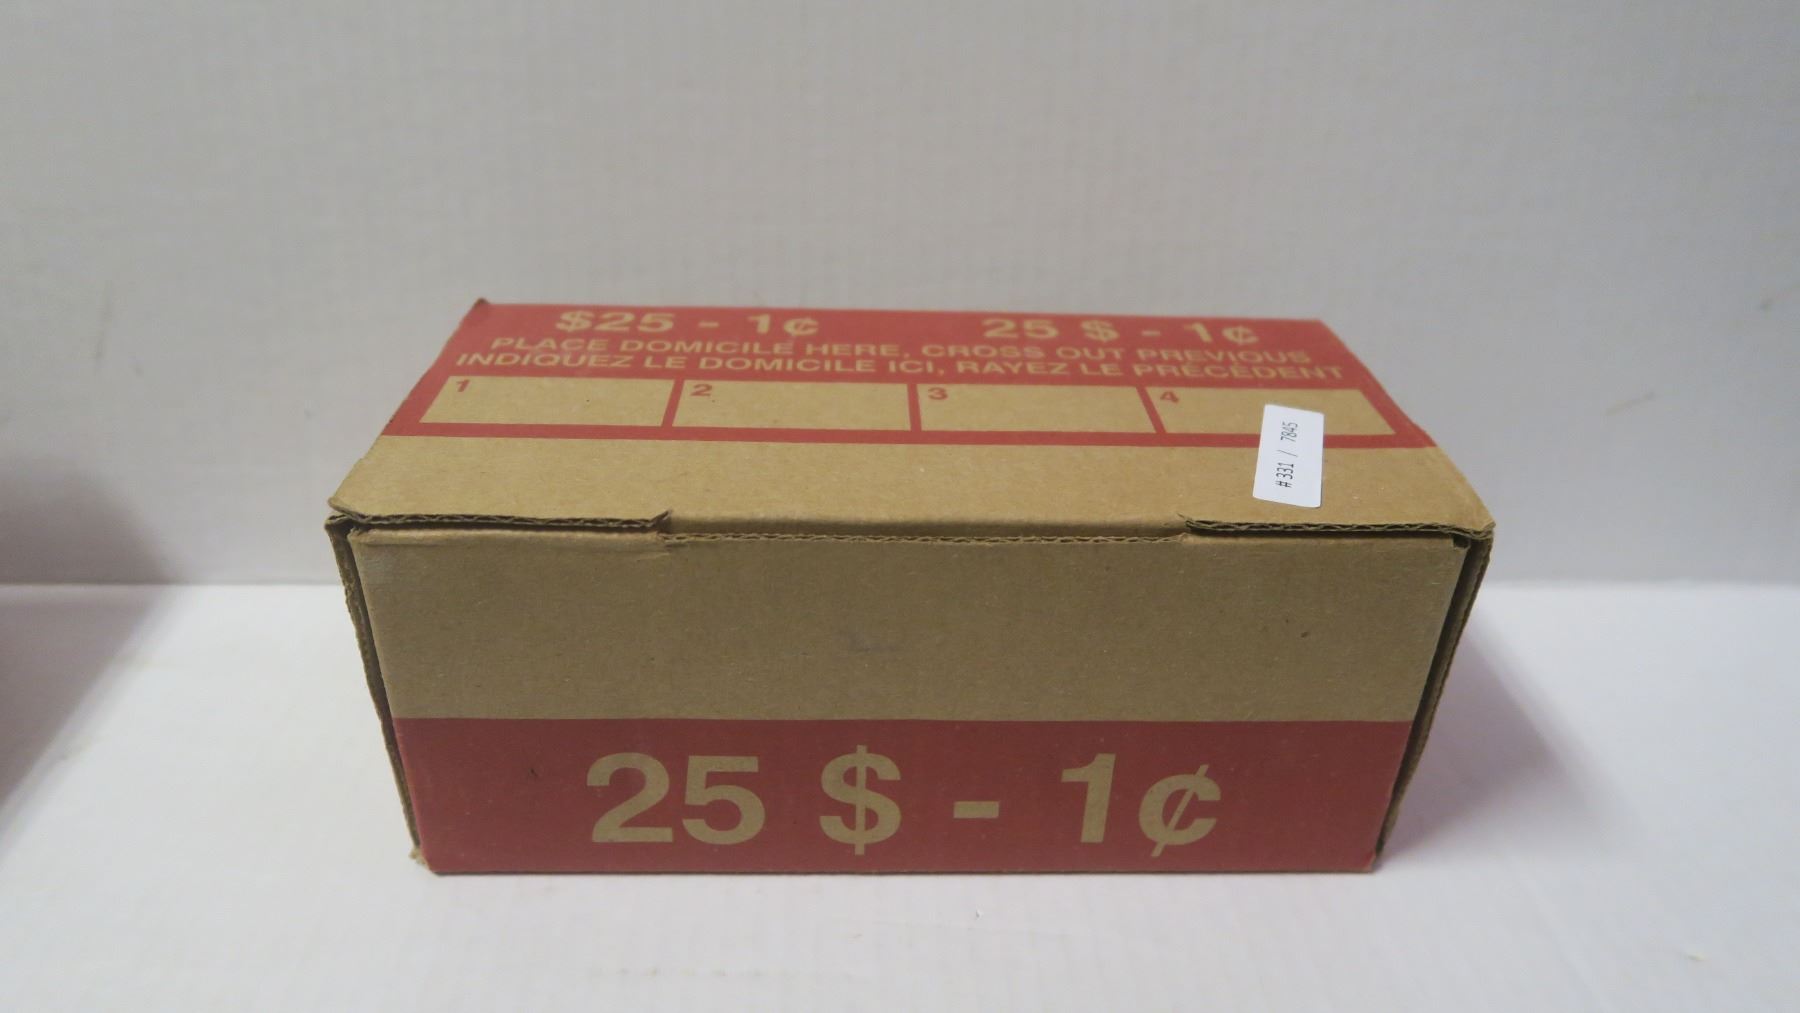 $25 - 1¢ 25 $ - 1¢
PLACE DOMICILE HERE, CROSS OUT PREVIOUS
INDIQUEZ LE DOMICILE ICI, RAYEZ LE PRÉCÉDENT
1 2 3 4
# 331 / 7845
25 $ - 1¢